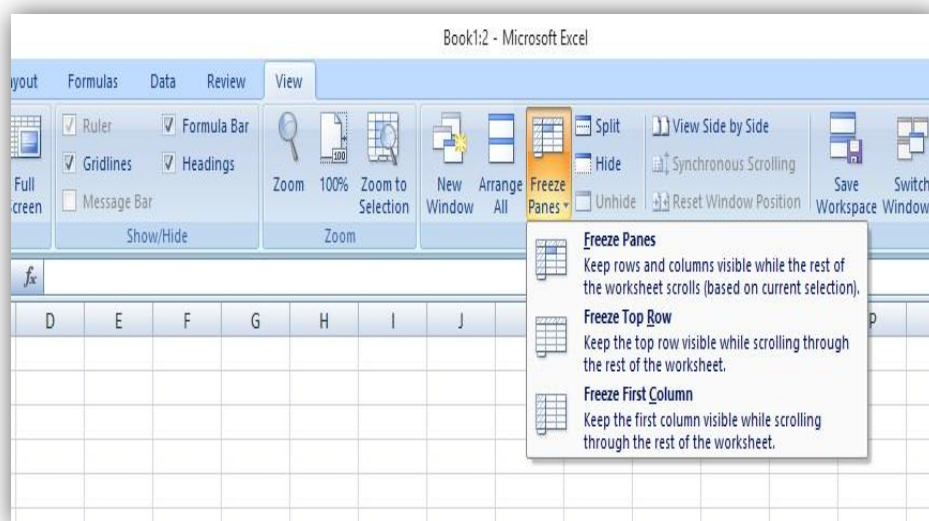 Book1:2 - Microsoft Excel
yout Formulas Data Review View
Ruler Formula Bar Split View Side by Side
Gridlines Headings Hide Synchronous Scrolling
Message Bar Unhide Reset Window Position
Full
creen
Zoom 100% Zoom to
Selection
100
New
Window
Arrange
All
Freeze
Panes
Save
Workspace
Switch
Window
Show/Hide Zoom
fx
D E F G H I J P
Freeze Panes
Keep rows and columns visible while the rest of
the worksheet scrolls (based on current selection).
Freeze Top Row
Keep the top row visible while scrolling through
the rest of the worksheet.
Freeze First Column
Keep the first column visible while scrolling
through the rest of the worksheet.